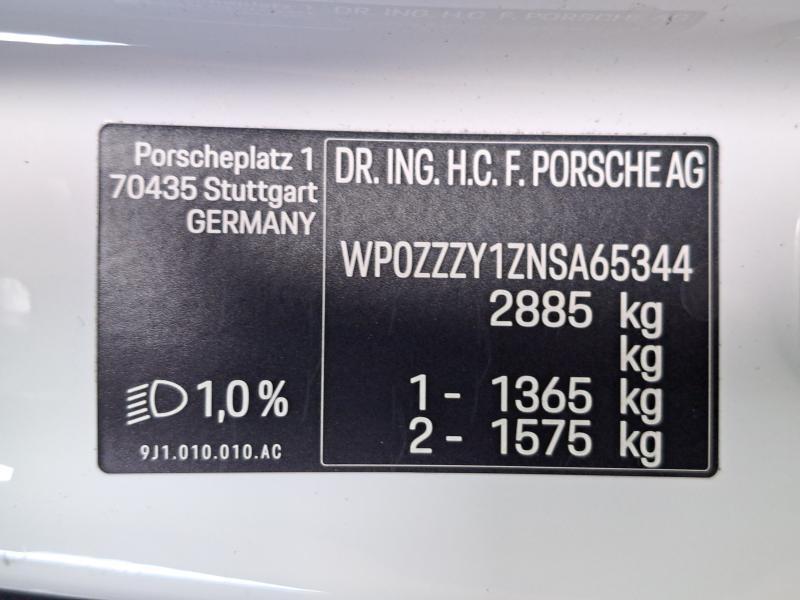 Porscheplatz 1
70435 Stuttgart
GERMANY
1,0 %
9J1.010.010.AC
DR. ING. H.C. F. PORSCHE AG
WP0ZZZY1ZNSA65344
2885 kg
kg
1 - 1365 kg
2 - 1575 kg